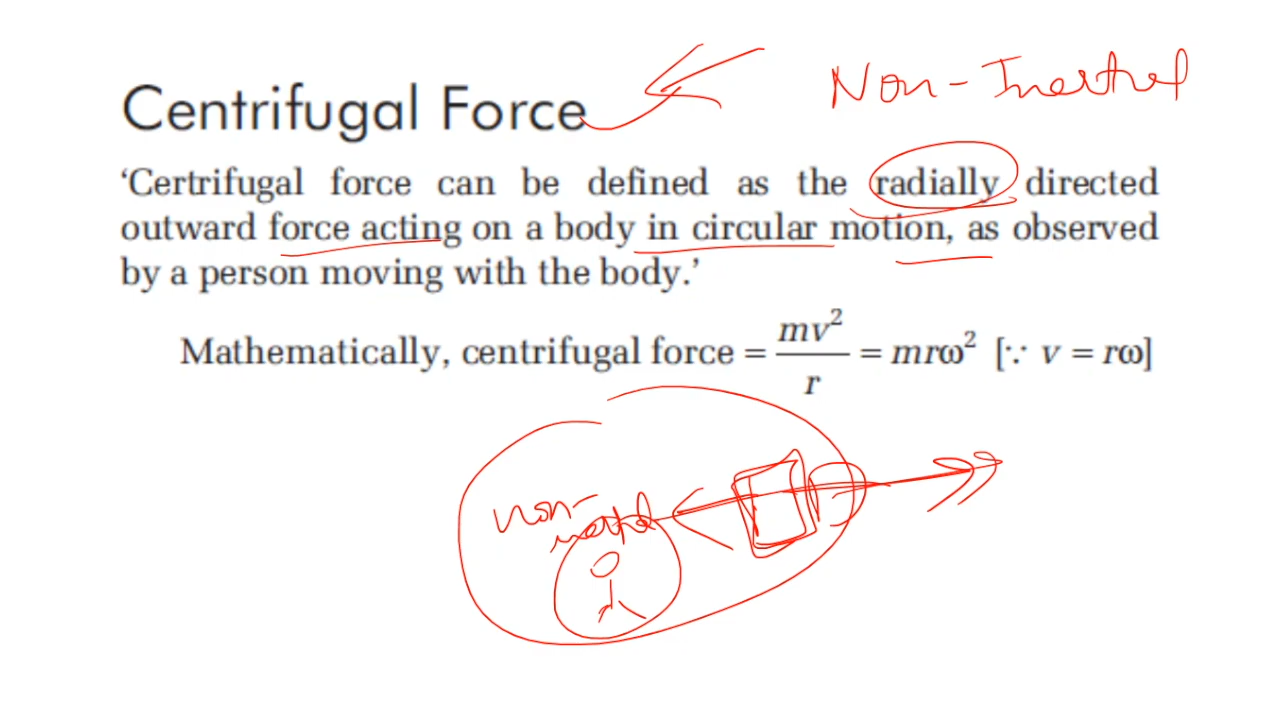 Non-Inertial
Centrifugal Force
‘Certrifugal force can be defined as the radially directed
outward force acting on a body in circular motion, as observed
by a person moving with the body.’
Mathematically, centrifugal force = mv²/r = mrω² [∵ v = rω]
non-